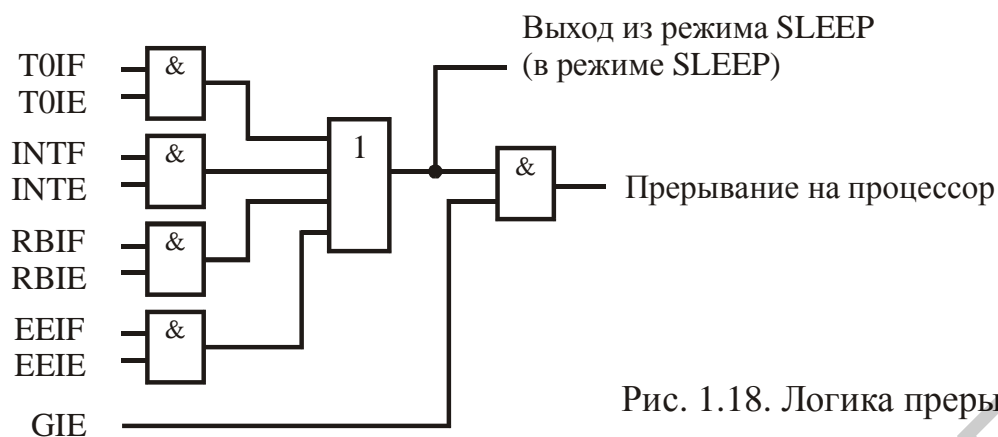 Выход из режима SLEEP
(в режиме SLEEP)
T0IF
T0IE
&
INTF
INTE
&
1
&
Прерывание на процессор
RBIF
RBIE
&
EEIF
EEIE
&
GIE
Рис. 1.18. Логика преры